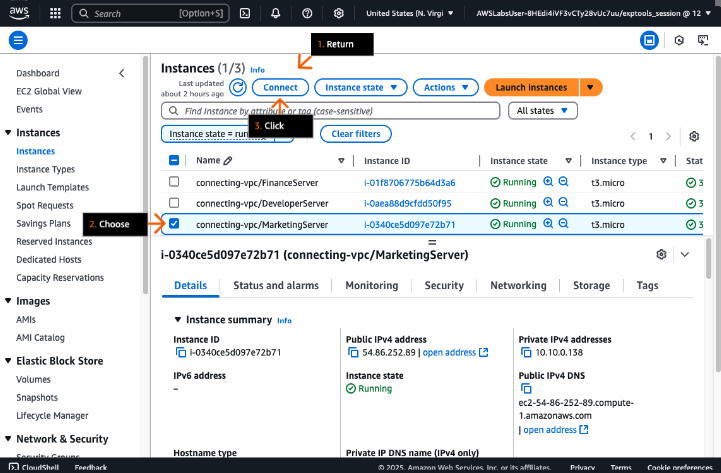 aws
Search [Option+S]
United States (N. Virgi
AWSLabsUser-8HEdi4iVF3vCTy28vUc7uu/exptools_session @ 12
1. Return
Dashboard
EC2 Global View
Events
Instances
Instances
Instance Types
Launch Templates
Spot Requests
Savings Plans
Reserved Instances
Dedicated Hosts
Capacity Reservations
Images
AMIs
AMI Catalog
Elastic Block Store
Volumes
Snapshots
Lifecycle Manager
Network & Security
Security Groups
2. Choose
Instances (1/3) Info
Last updated
about 2 hours ago
Connect
Instance state
Actions
Launch instances
Find Instance by attribute or tag (case-sensitive)
All states
3. Click
Instance state = run
Clear filters
1
Name
Instance ID
Instance state
Instance type
Stat
connecting-vpc/FinanceServer i-01f8706775b64d3a6 Running t3.micro 3
connecting-vpc/DeveloperServer i-0aea88d9cfdd50f95 Running t3.micro 3
connecting-vpc/MarketingServer i-0340ce5d097e72b71 Running t3.micro 3
i-0340ce5d097e72b71 (connecting-vpc/MarketingServer)
Details Status and alarms Monitoring Security Networking Storage Tags
Instance summary Info
Instance ID
i-0340ce5d097e72b71
IPv6 address
–
Hostname type
Public IPv4 address
54.86.252.89 | open address
Instance state
Running
Private IP DNS name (IPv4 only)
Private IPv4 addresses
10.10.0.138
Public IPv4 DNS
ec2-54-86-252-89.compute-
1.amazonaws.com
| open address
CloudShell Feedback
© 2025, Amazon Web Services, Inc. or its affiliates. Privacy Terms Cookie preferences